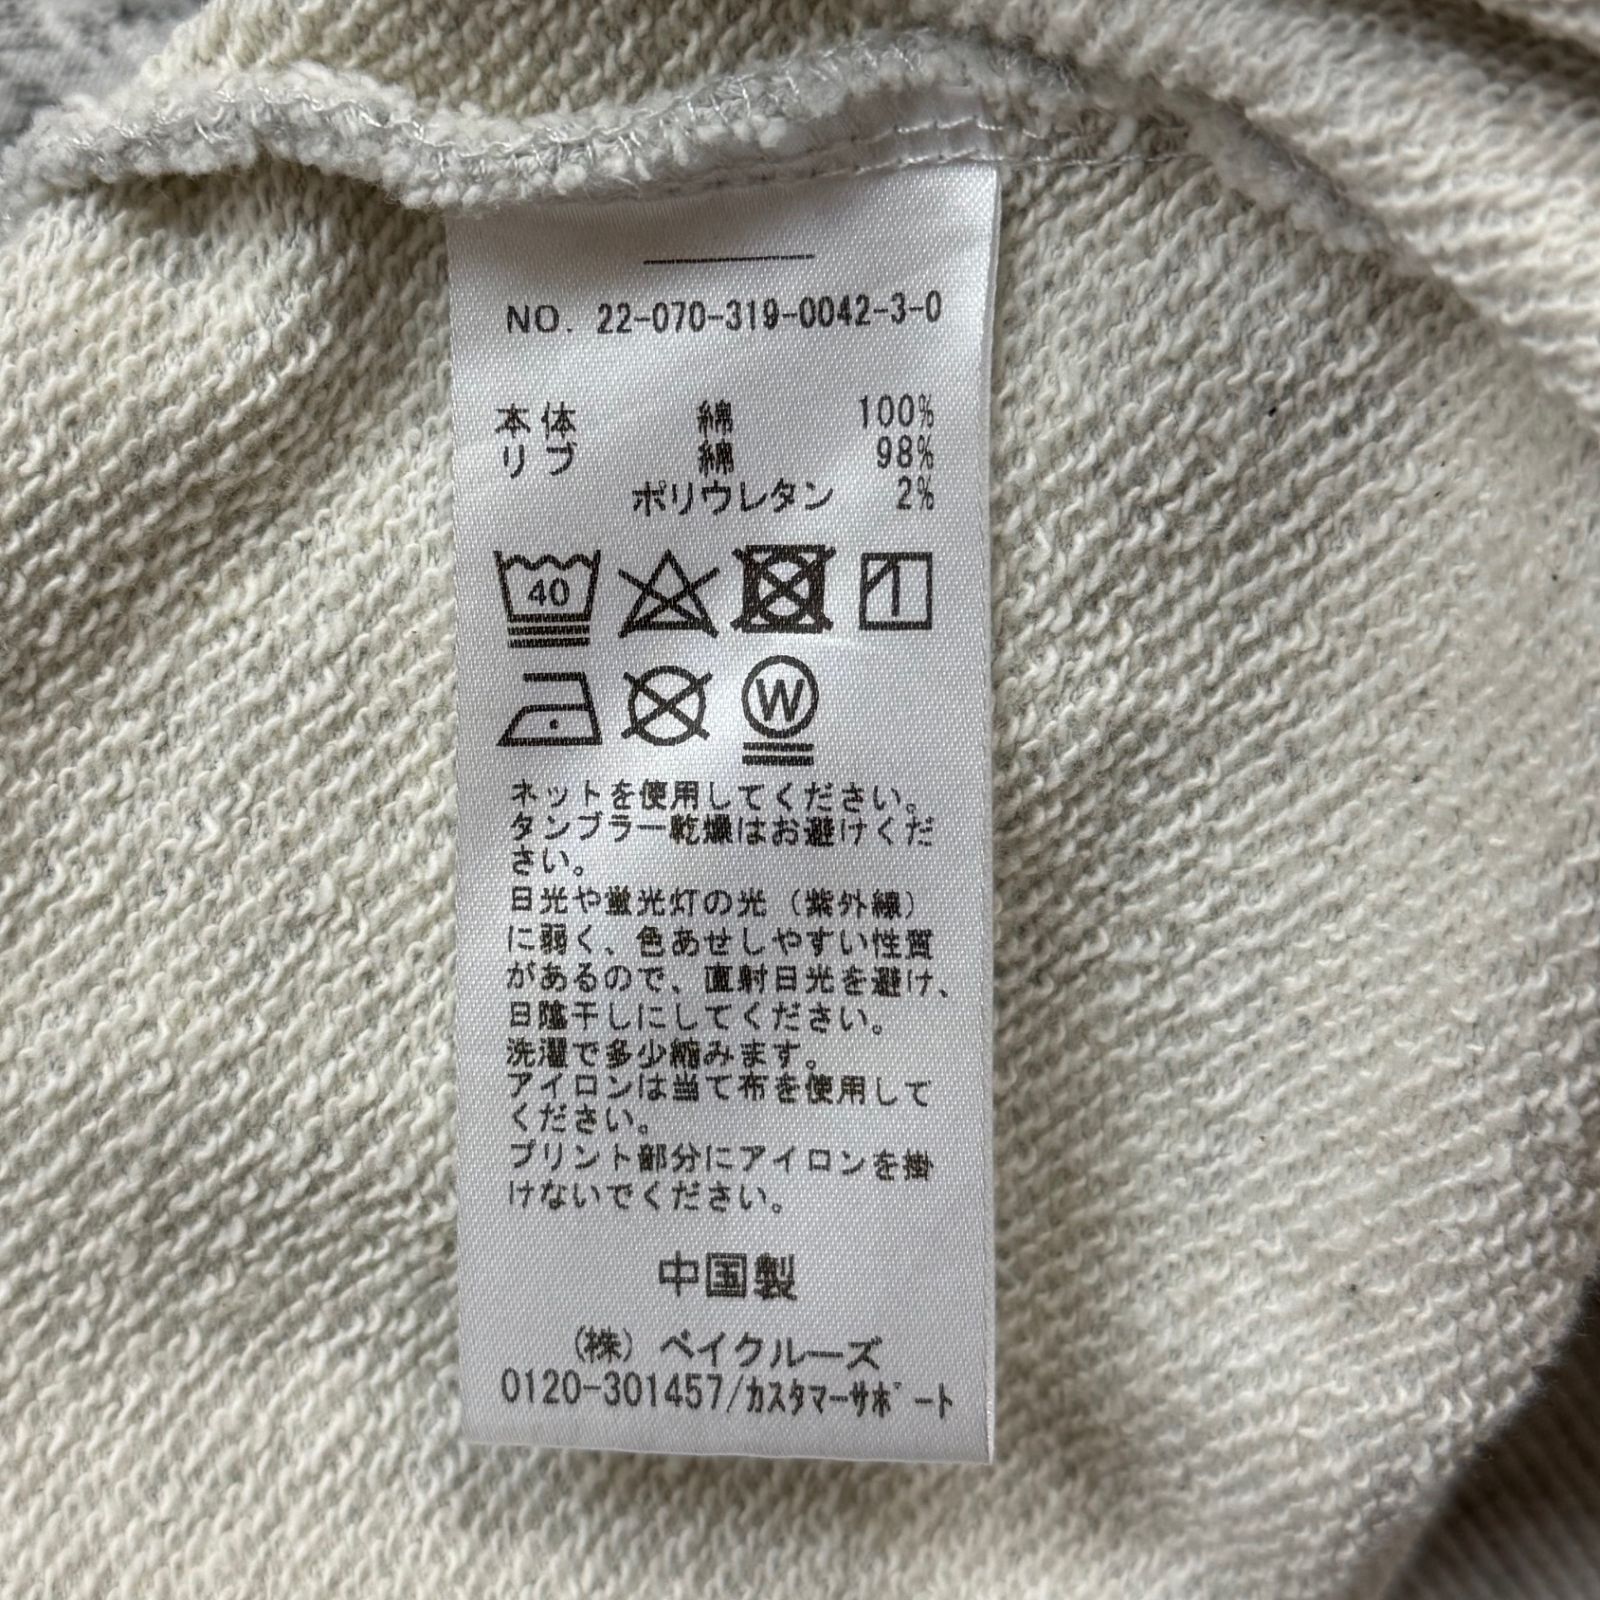 NO. 22-070-319-0042-3-0
本体 綿 100%
リブ 綿 98%
ポリウレタン 2%
40
W
ネットを使用してください。
タンブラー乾燥はお避けくだ
さい。
日光や蛍光灯の光（紫外線）
に弱く、色あせしやすい性質
があるので、直射日光を避け、
日陰干しにしてください。
洗濯で多少縮みます。
アイロンは当て布を使用して
ください。
プリント部分にアイロンを掛
けないでください。
中国製
(株) ベイクルーズ
0120-301457/カスタマーサポート